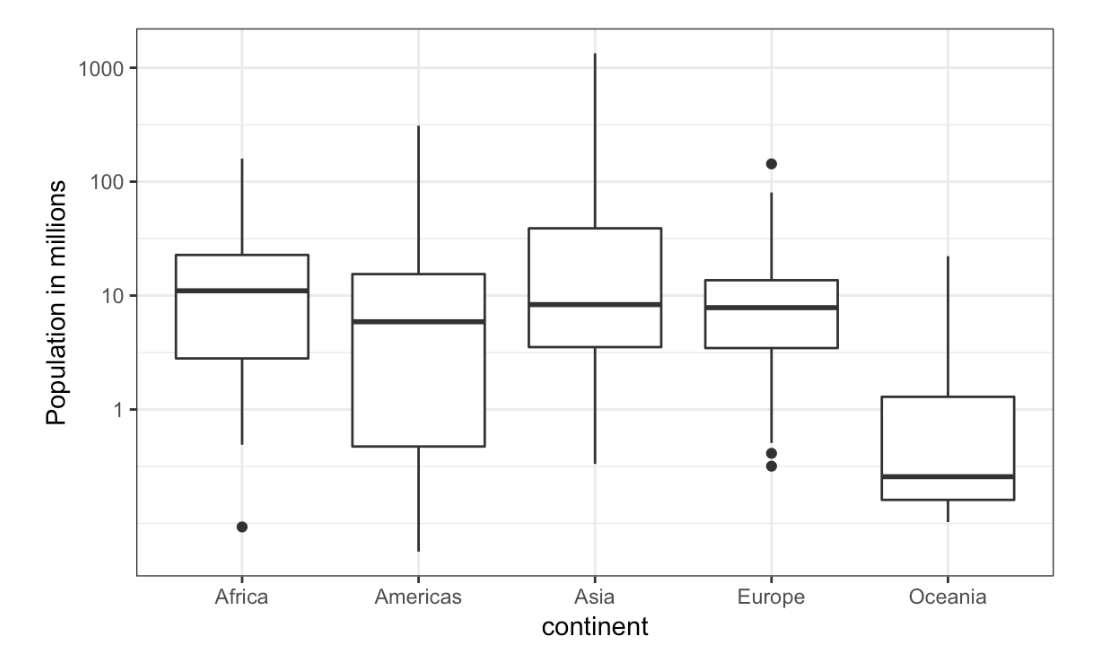 Population in millions
1000
100
10
1
Africa Americas Asia Europe Oceania
continent